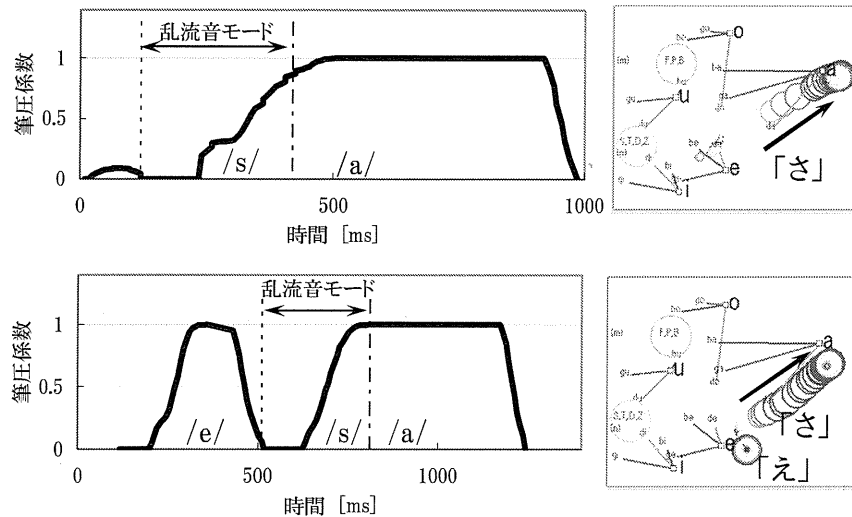 乱流音モード
筆圧係数
1
0.5
0
/s/
/a/
0
500
1000
時間 [ms]
o
F,P,B
[m]
ba
a
u
S,T,D,Z
e
i
「さ」
乱流音モード
筆圧係数
1
0.5
0
/e/
/s/
/a/
0
500
1000
時間 [ms]
o
F,P,B
[m]
ba
a
u
S,T,D,Z
e
i
「さ」
「え」